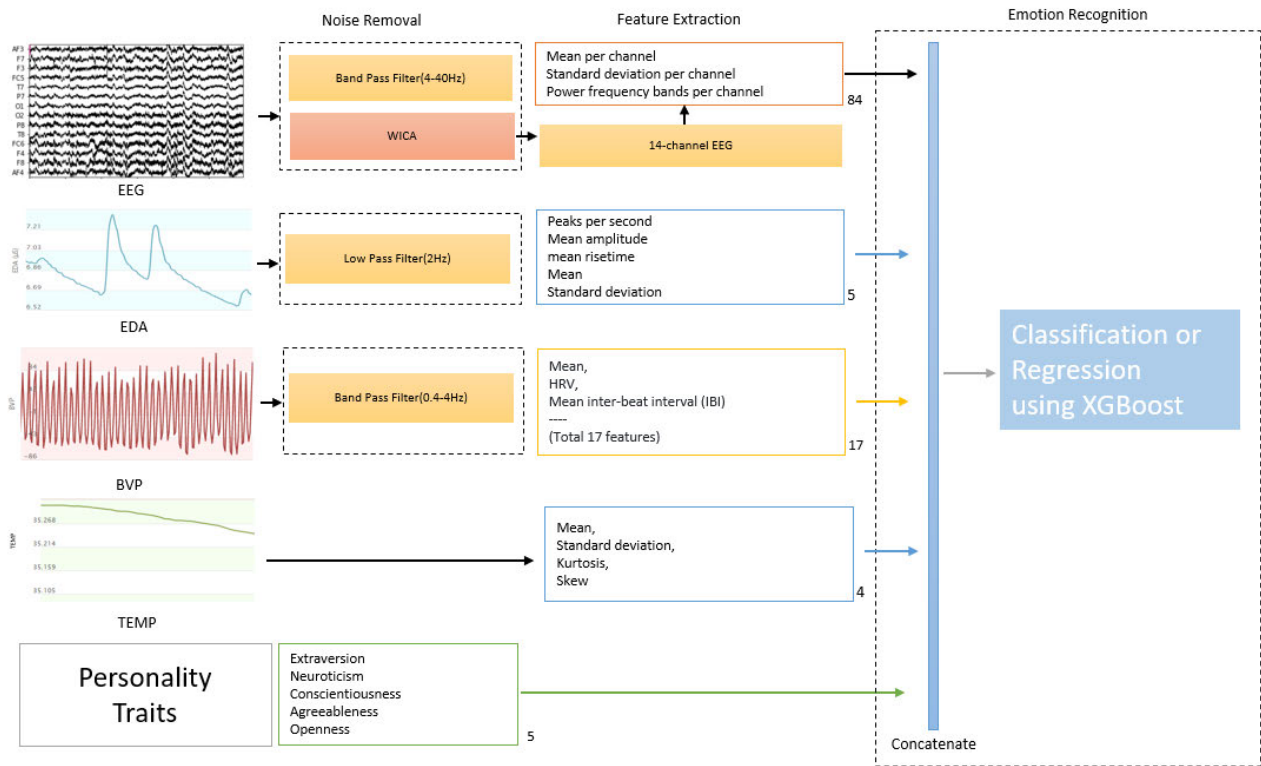 Noise Removal
Feature Extraction
Emotion Recognition
AF3
F7
F3
FC5
T7
P7
O1
O2
P8
T8
FC6
F4
F8
AF4
EEG
Band Pass Filter(4-40Hz)
WICA
Mean per channel
Standard deviation per channel
Power frequency bands per channel
84
14-channel EEG
EDA (µS)
7.21
7.03
6.86
6.69
6.52
EDA
Low Pass Filter(2Hz)
Peaks per second
Mean amplitude
mean risetime
Mean
Standard deviation
5
BVP
-86
BVP
Band Pass Filter(0.4-4Hz)
Mean,
HRV,
Mean inter-beat interval (IBI)
----
(Total 17 features)
17
TEMP
35.268
35.214
35.159
35.105
TEMP
Mean,
Standard deviation,
Kurtosis,
Skew
4
Personality
Traits
Extraversion
Neuroticism
Conscientiousness
Agreeableness
Openness
5
Concatenate
Classification or
Regression
using XGBoost